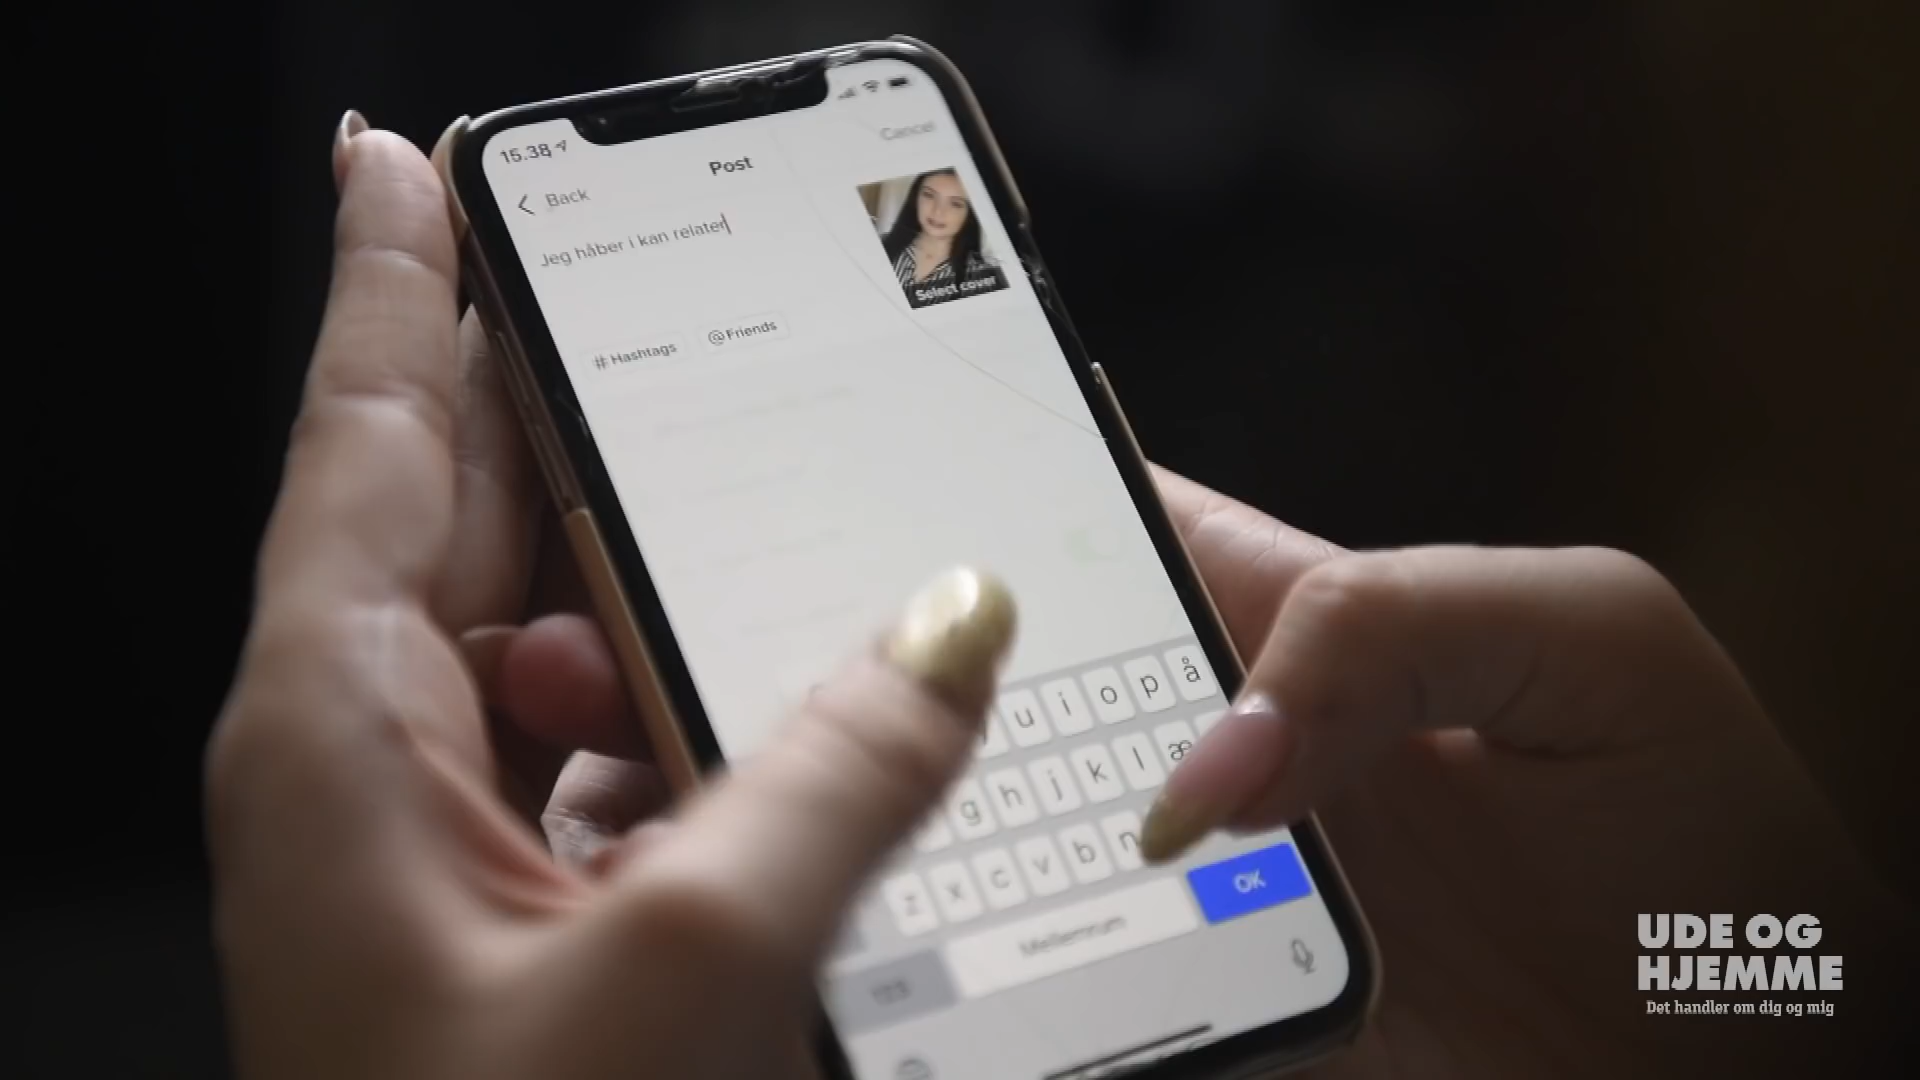 15.38
Cancel
Post
Back
Jeg håber i kan relater
Select cover
# Hashtags
@Friends
u i o p å
g h j k l æ
z x c v b n
OK
123
Mellemrum
UDE OG
HJEMME
Det handler om dig og mig